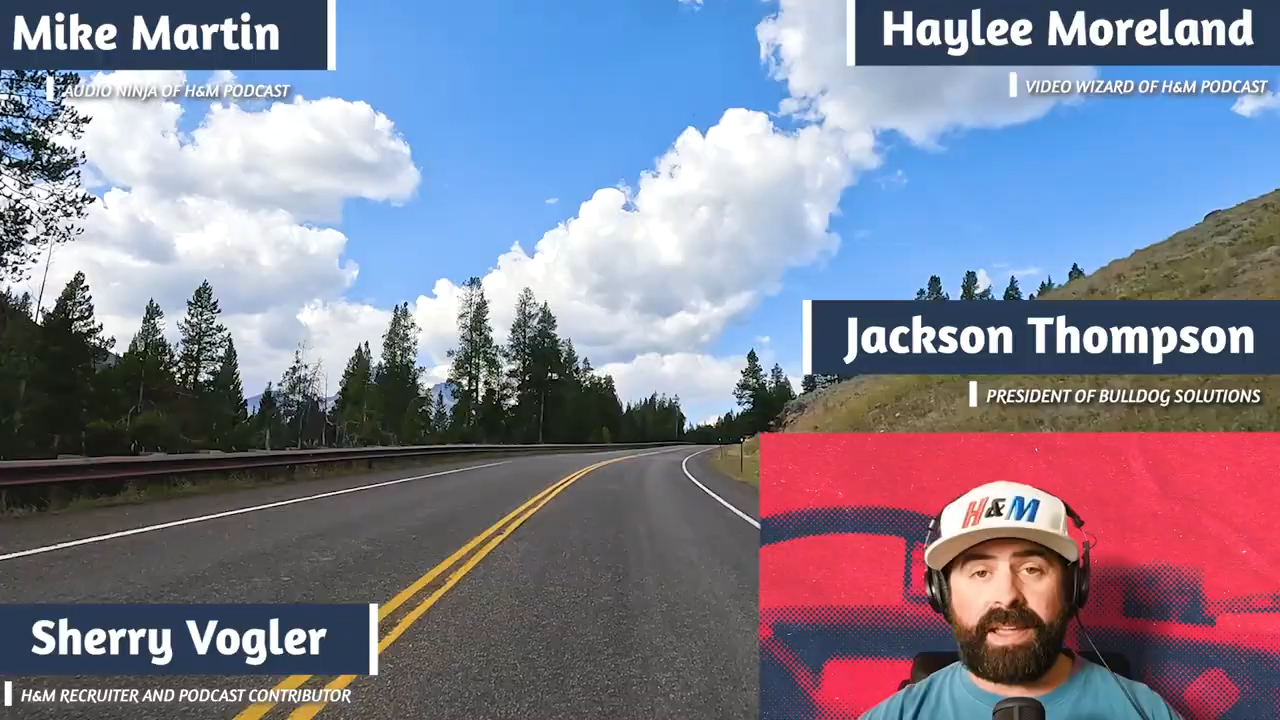 Mike Martin
AUDIO NINJA OF H&M PODCAST
Haylee Moreland
VIDEO WIZARD OF H&M PODCAST
Jackson Thompson
PRESIDENT OF BULLDOG SOLUTIONS
H&M
Sherry Vogler
H&M RECRUITER AND PODCAST CONTRIBUTOR